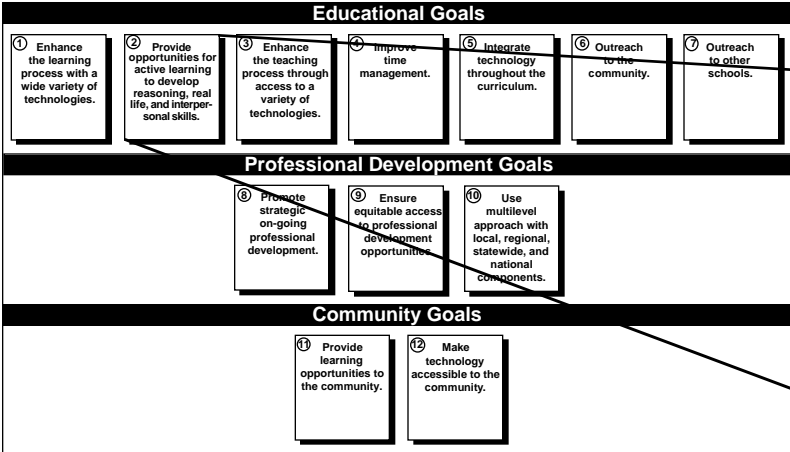 Educational Goals
1 Enhance
the learning
process with a
wide variety of
technologies.
2 Provide
opportunities for
active learning
to develop
reasoning, real
life, and interper-
sonal skills.
3 Enhance
the teaching
process through
access to a
variety of
technologies.
4 Improve
time
management.
5 Integrate
technology
throughout the
curriculum.
6 Outreach
to the
community.
7 Outreach
to other
schools.
Professional Development Goals
8 Promote
strategic
on-going
professional
development.
9 Ensure
equitable access
to professional
development
opportunities.
10 Use
multilevel
approach with
local, regional,
statewide, and
national
components.
Community Goals
11 Provide
learning
opportunities to
the community.
12 Make
technology
accessible to the
community.